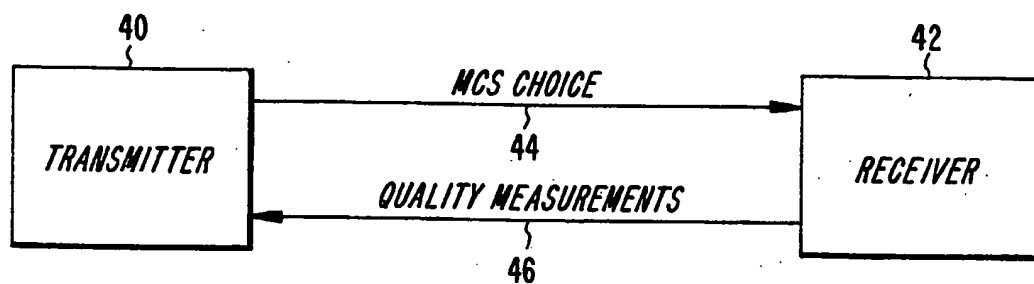 40
42
MCS CHOICE
44
TRANSMITTER
RECEIVER
QUALITY MEASUREMENTS
46